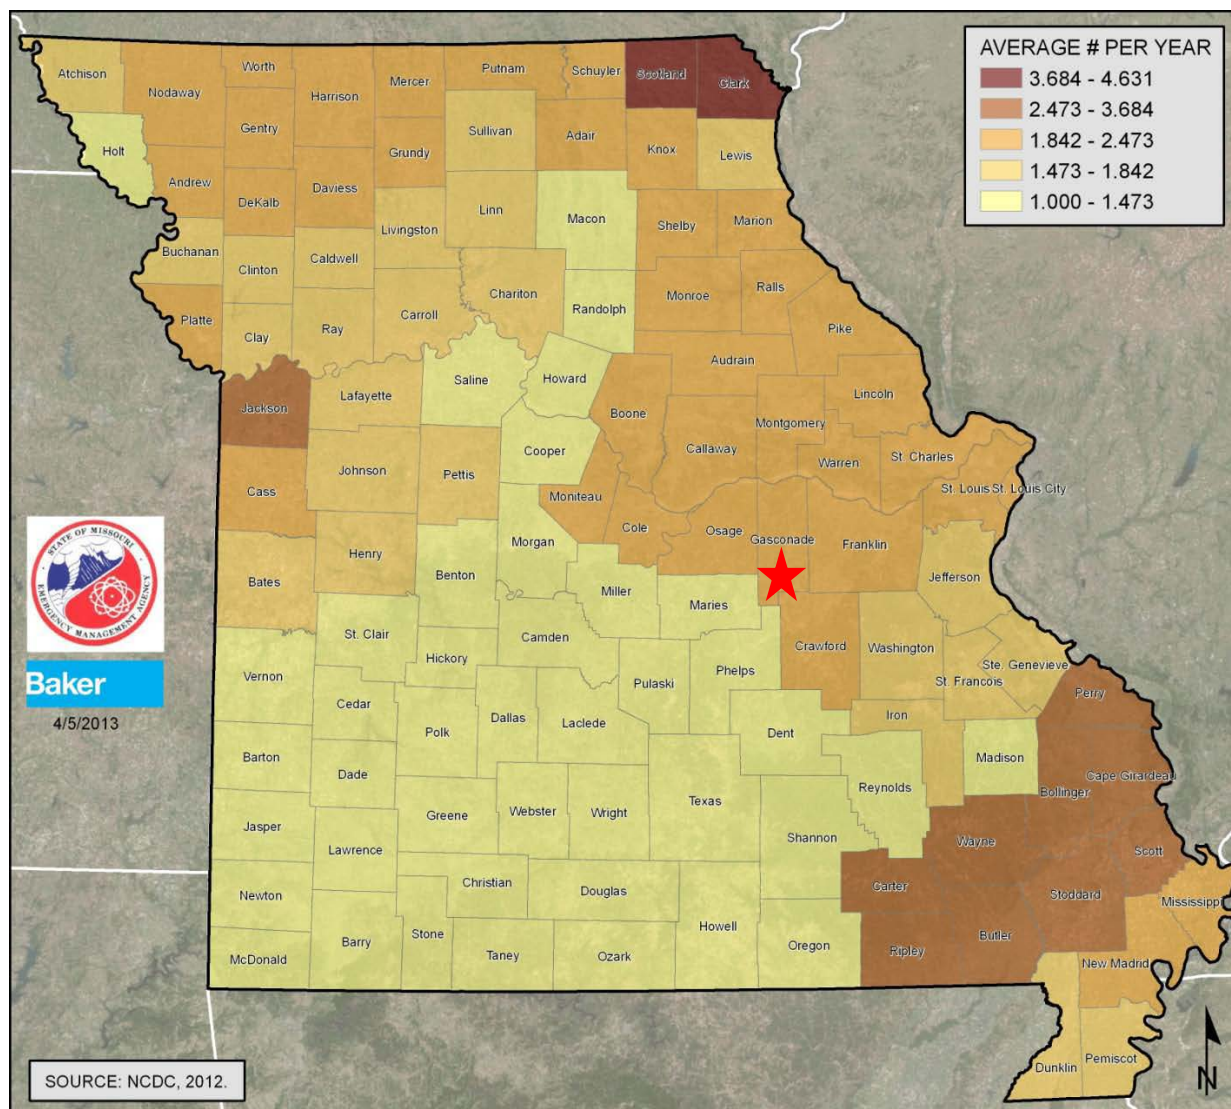 AVERAGE # PER YEAR
3.684 - 4.631
2.473 - 3.684
1.842 - 2.473
1.473 - 1.842
1.000 - 1.473
Atchison
Nodaway
Worth
Harrison
Mercer
Putnam
Schuyler
Scotland
Clark
Holt
Gentry
Sullivan
Adair
Knox
Lewis
Andrew
DeKalb
Daviess
Grundy
Linn
Macon
Shelby
Marion
Buchanan
Clinton
Caldwell
Livingston
Chariton
Randolph
Monroe
Ralls
Pike
Platte
Clay
Ray
Carroll
Saline
Howard
Audrain
Lincoln
Jackson
Lafayette
Boone
Callaway
Montgomery
Warren
St. Charles
Cooper
Johnson
Pettis
Cass
Moniteau
Cole
Osage
Gasconade
Franklin
St. Louis
St. Louis City
Henry
Morgan
Bates
Benton
Miller
Maries
Jefferson
STATE OF MISSOURI
EMERGENCY MANAGEMENT AGENCY
St. Clair
Camden
Hickory
Pulaski
Phelps
Crawford
Washington
Ste. Genevieve
St. Francois
Perry
Vernon
Baker
4/5/2013
Cedar
Polk
Dallas
Laclede
Dent
Iron
Madison
Barton
Dade
Reynolds
Bollinger
Cape Girardeau
Jasper
Greene
Webster
Wright
Texas
Shannon
Wayne
Scott
Lawrence
Newton
Christian
Douglas
Carter
Stoddard
Mississippi
McDonald
Barry
Stone
Taney
Ozark
Howell
Oregon
Ripley
Butler
New Madrid
Dunklin
Pemiscot
SOURCE: NCDC, 2012.
N